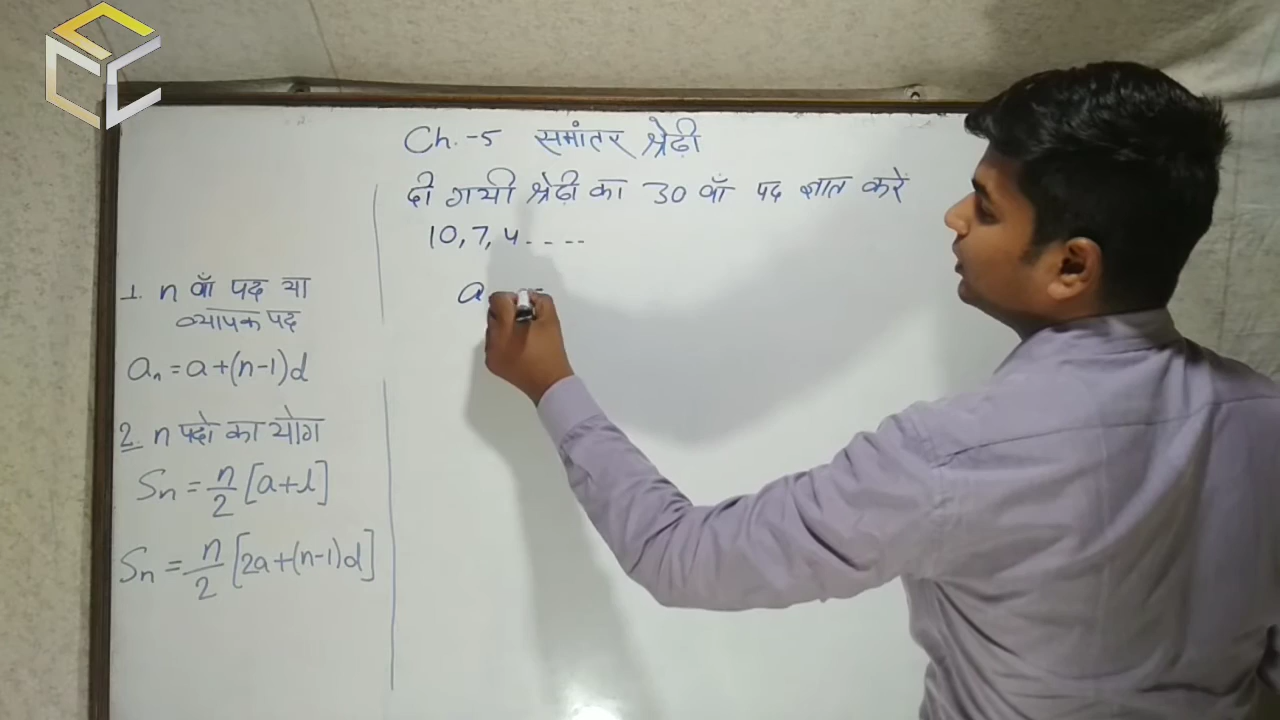 Ch.-5 समांतर श्रेढ़ी
दी गयी श्रेढ़ी का 30 वाँ पद ज्ञात करें
10, 7, 4 - - - -
a
1. n वाँ पद या
व्यापक पद
aₙ = a+(n-1)d
2. n पदो का योग
Sₙ = n/2 [a+l]
Sₙ = n/2 [2a+(n-1)d]